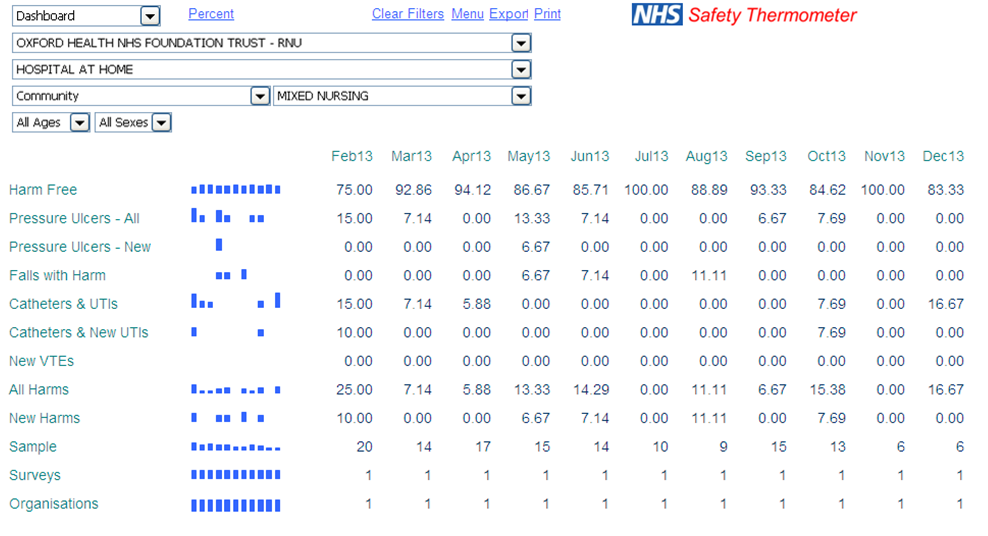 Dashboard Percent Clear Filters Menu Export Print NHS Safety Thermometer
OXFORD HEALTH NHS FOUNDATION TRUST - RNU
HOSPITAL AT HOME
Community MIXED NURSING
All Ages All Sexes
Feb13 Mar13 Apr13 May13 Jun13 Jul13 Aug13 Sep13 Oct13 Nov13 Dec13
Harm Free 75.00 92.86 94.12 86.67 85.71 100.00 88.89 93.33 84.62 100.00 83.33
Pressure Ulcers - All 15.00 7.14 0.00 13.33 7.14 0.00 0.00 6.67 7.69 0.00 0.00
Pressure Ulcers - New 0.00 0.00 0.00 6.67 0.00 0.00 0.00 0.00 0.00 0.00 0.00
Falls with Harm 0.00 0.00 0.00 6.67 7.14 0.00 11.11 0.00 0.00 0.00 0.00
Catheters & UTIs 15.00 7.14 5.88 0.00 0.00 0.00 0.00 0.00 7.69 0.00 16.67
Catheters & New UTIs 10.00 0.00 0.00 0.00 0.00 0.00 0.00 0.00 7.69 0.00 0.00
New VTEs 0.00 0.00 0.00 0.00 0.00 0.00 0.00 0.00 0.00 0.00 0.00
All Harms 25.00 7.14 5.88 13.33 14.29 0.00 11.11 6.67 15.38 0.00 16.67
New Harms 10.00 0.00 0.00 6.67 7.14 0.00 11.11 0.00 7.69 0.00 0.00
Sample 20 14 17 15 14 10 9 15 13 6 6
Surveys 1 1 1 1 1 1 1 1 1 1 1
Organisations 1 1 1 1 1 1 1 1 1 1 1